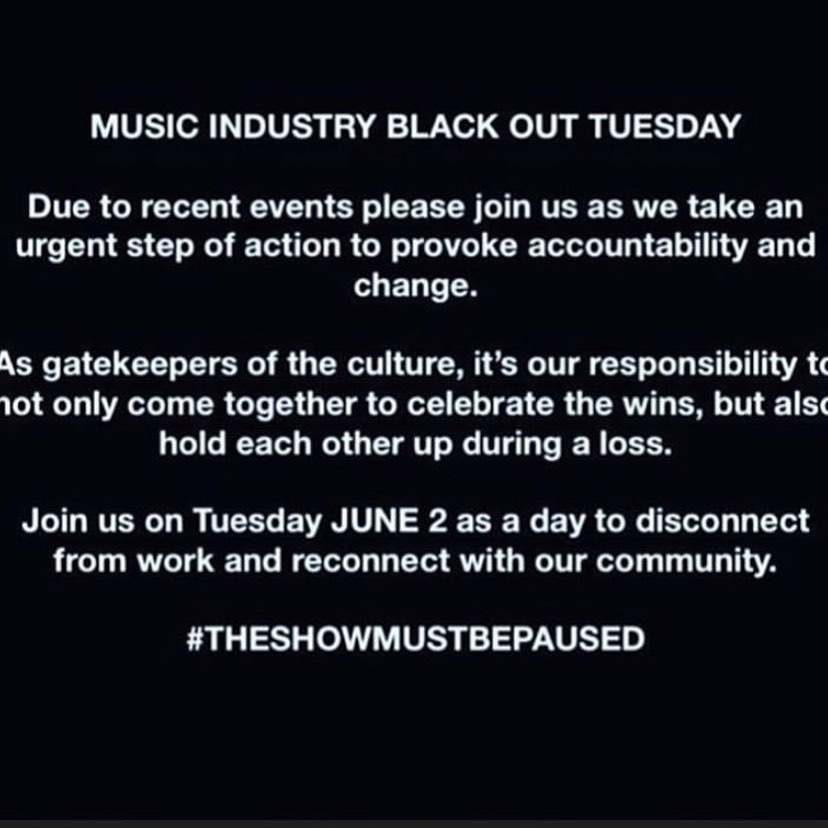 MUSIC INDUSTRY BLACK OUT TUESDAY
Due to recent events please join us as we take an
urgent step of action to provoke accountability and
change.
As gatekeepers of the culture, it's our responsibility to
not only come together to celebrate the wins, but also
hold each other up during a loss.
Join us on Tuesday JUNE 2 as a day to disconnect
from work and reconnect with our community.
#THESHOWMUSTBEPAUSED